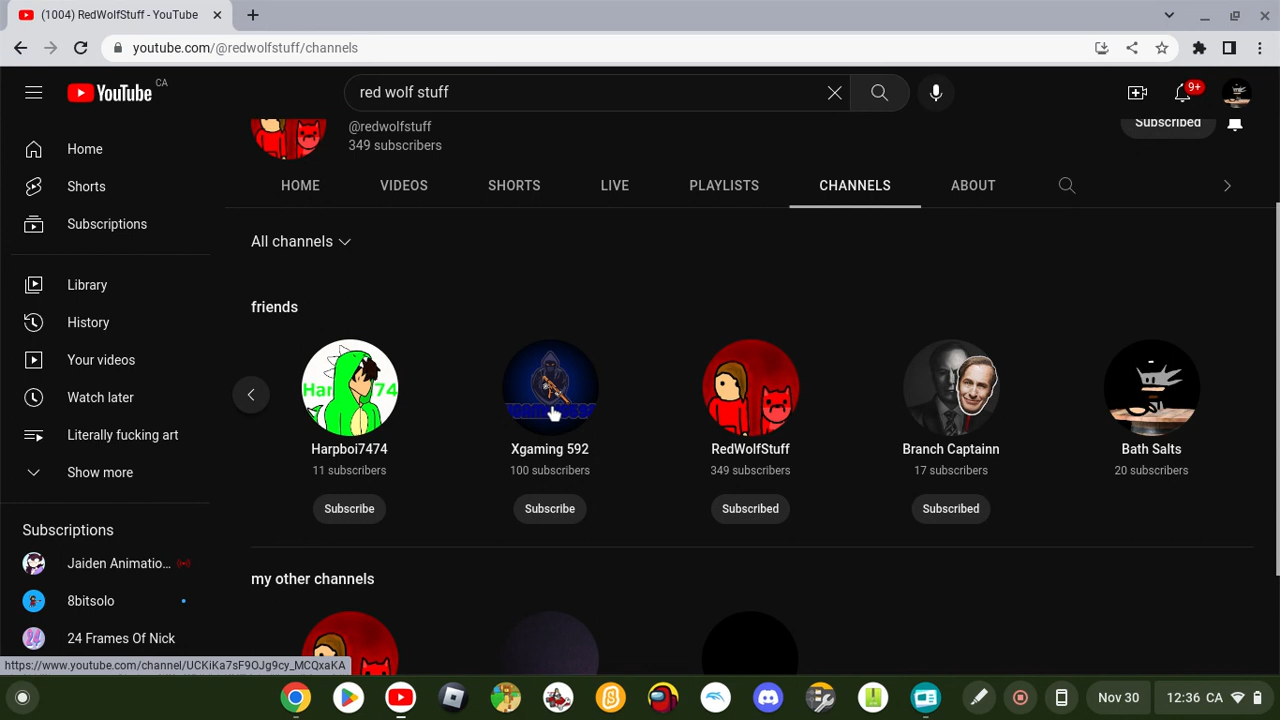 (1004) RedWolfStuff - YouTube
youtube.com/@redwolfstuff/channels
YouTube CA
red wolf stuff
9+
@redwolfstuff
349 subscribers
Subscribed
HOME VIDEOS SHORTS LIVE PLAYLISTS CHANNELS ABOUT
Home
Shorts
Subscriptions
Library
History
Your videos
Watch later
Literally fucking art
Show more
Subscriptions
Jaiden Animatio...
8bitsolo
24 Frames Of Nick
All channels
friends
Harpboi7474 Xgaming 592 RedWolfStuff Branch Captainn Bath Salts
11 subscribers 100 subscribers 349 subscribers 17 subscribers 20 subscribers
Subscribe Subscribe Subscribed Subscribed
my other channels
https://www.youtube.com/channel/UCKiKa7sF9OJg9cy_MCQxaKA
Nov 30 12:36 CA